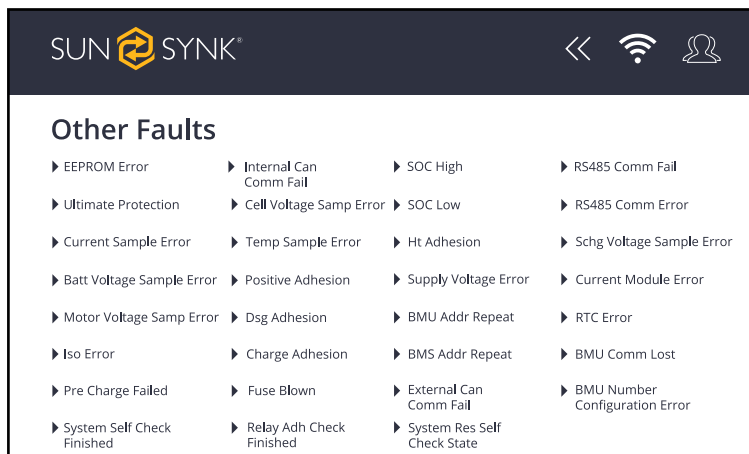 SUN SYNK®
Other Faults
EEPROM Error
Internal Can
Comm Fail
SOC High
RS485 Comm Fail
Ultimate Protection
Cell Voltage Samp Error
SOC Low
RS485 Comm Error
Current Sample Error
Temp Sample Error
Ht Adhesion
Schg Voltage Sample Error
Batt Voltage Sample Error
Positive Adhesion
Supply Voltage Error
Current Module Error
Motor Voltage Samp Error
Dsg Adhesion
BMU Addr Repeat
RTC Error
Iso Error
Charge Adhesion
BMS Addr Repeat
BMU Comm Lost
Pre Charge Failed
Fuse Blown
External Can
Comm Fail
BMU Number
Configuration Error
System Self Check
Finished
Relay Adh Check
Finished
System Res Self
Check State